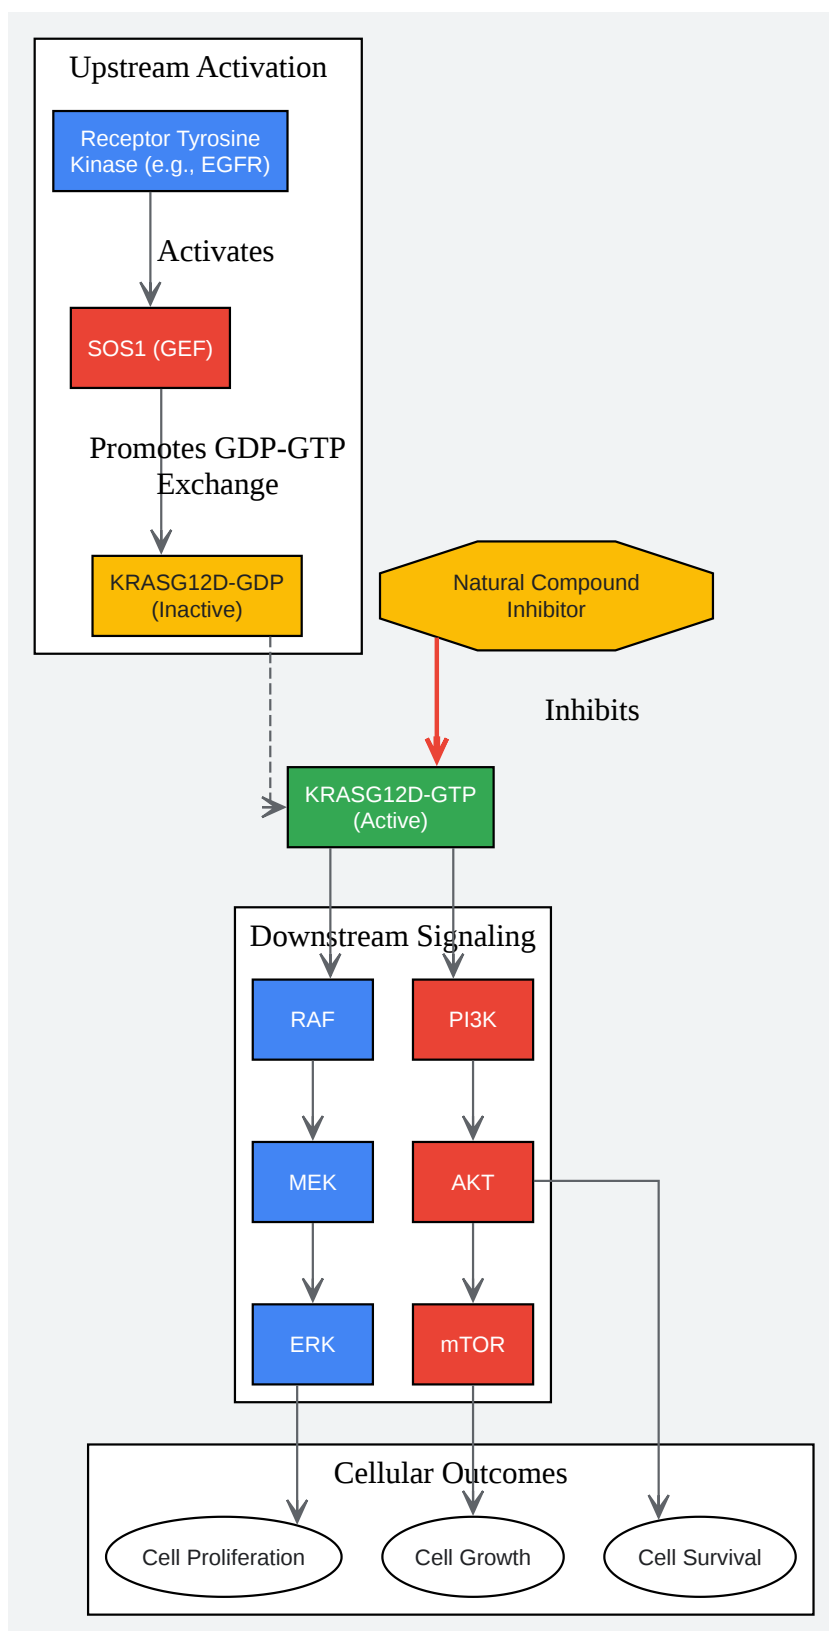 Upstream Activation
Receptor Tyrosine
Kinase (e.g., EGFR)
Activates
SOS1 (GEF)
Promotes GDP-GTP
Exchange
KRASG12D-GDP
(Inactive)
Natural Compound
Inhibitor
Inhibits
KRASG12D-GTP
(Active)
Downstream Signaling
RAF
PI3K
MEK
AKT
ERK
mTOR
Cellular Outcomes
Cell Proliferation
Cell Growth
Cell Survival